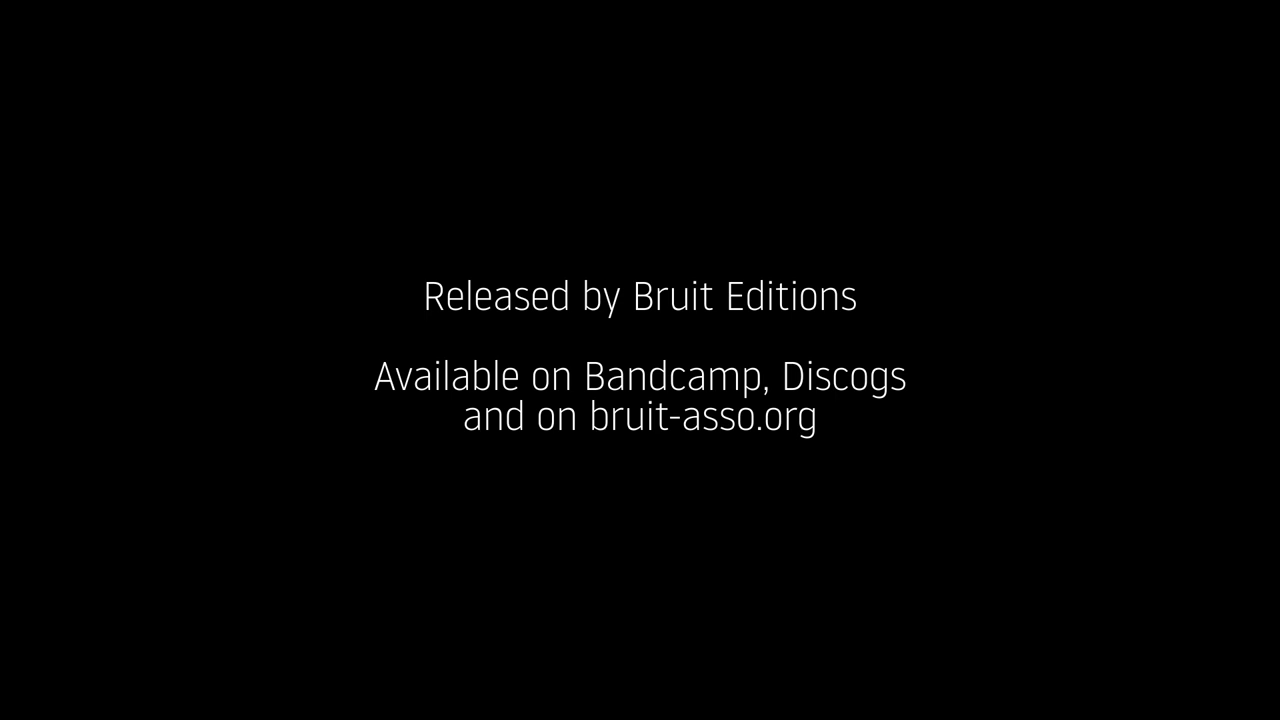 Released by Bruit Editions
Available on Bandcamp, Discogs
and on bruit-asso.org